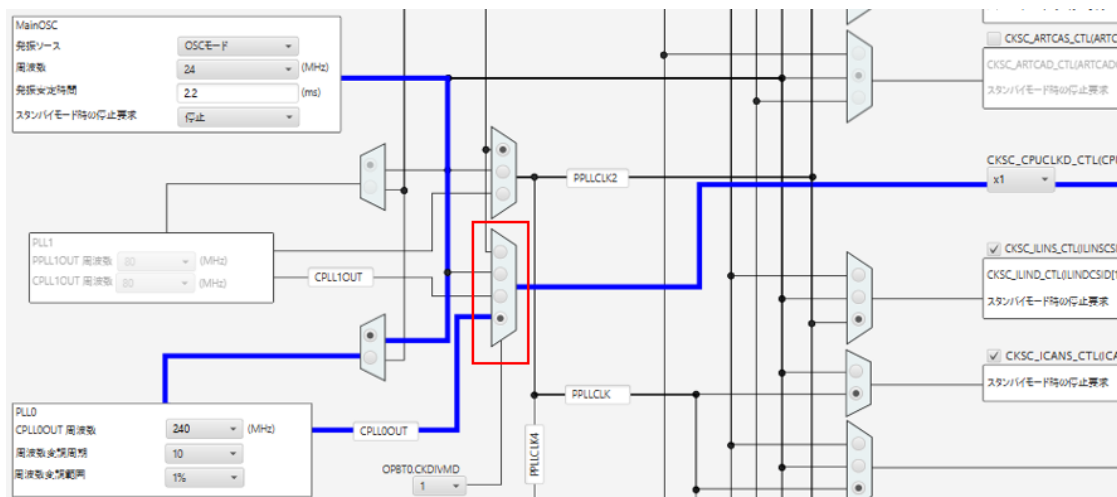 MainOSC
発振ソース OSCモード
周波数 24 (MHz)
発振安定時間 2.2 (ms)
スタンバイモード時の停止要求 停止
PLL1
PPLL1OUT 周波数 80 (MHz)
CPLL1OUT 周波数 80 (MHz)
CPLL1OUT
PLL0
CPLL0OUT 周波数 240 (MHz)
周波数変調周期 10
周波数変調範囲 1%
CPLL0OUT
OPBT0.CKDIVMD
1
PPLLCLK2
PPLLCLK
PPLLCLK4
CKSC_ARTCAS_CTL(ARTC
CKSC_ARTCAD_CTL(ARTCAD
スタンバイモード時の停止要求
CKSC_CPUCLKD_CTL(CPU
x1
CKSC_ILINS_CTL(ILINSCSI
CKSC_ILIND_CTL(ILINDCSID[1
スタンバイモード時の停止要求
CKSC_ICANS_CTL(ICA
スタンバイモード時の停止要求